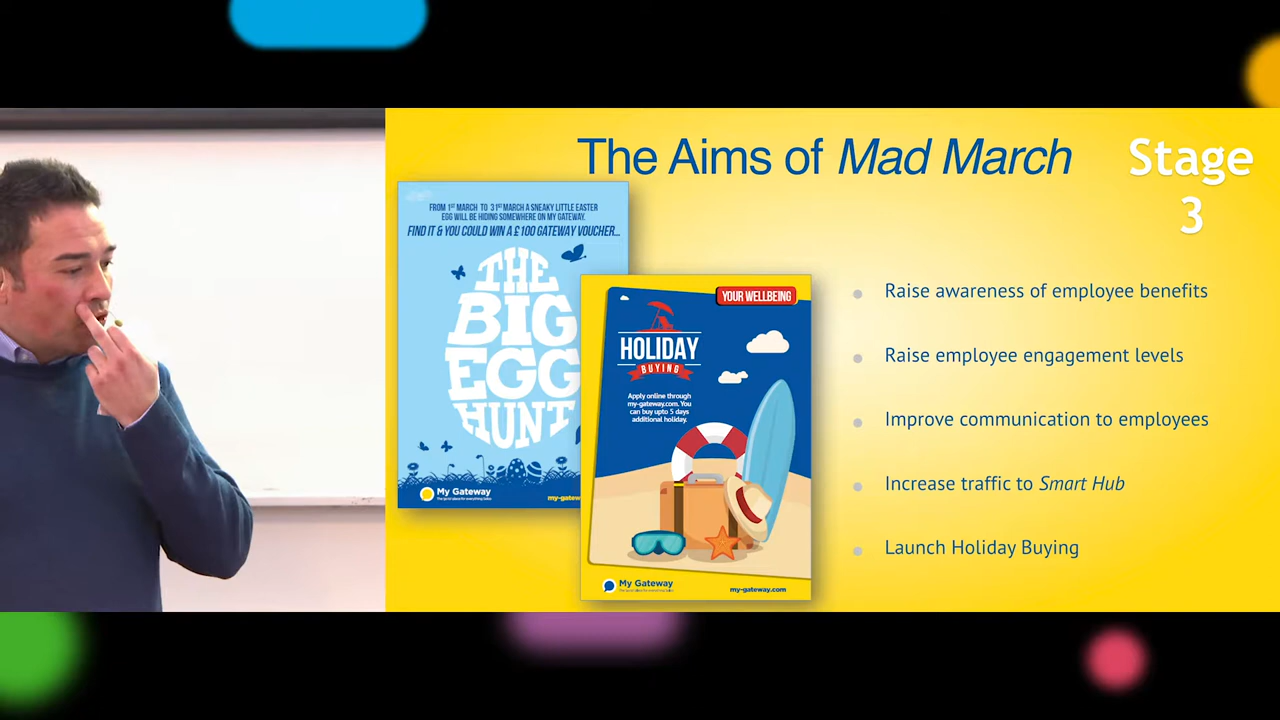 The Aims of Mad March
Stage
3
FROM 1ST MARCH TO 31ST MARCH A SNEAKY LITTLE EASTER
EGG WILL BE HIDING SOMEWHERE ON MY GATEWAY.
FIND IT & YOU COULD WIN A £100 GATEWAY VOUCHER...
THE
BIG
EGG
HUNT
My Gateway
my-gatew
YOUR WELLBEING
HOLIDAY
BUYING
Apply online through
my-gateway.com. You
can buy upto 5 days
additional holiday.
My Gateway
my-gateway.com
Raise awareness of employee benefits
Raise employee engagement levels
Improve communication to employees
Increase traffic to Smart Hub
Launch Holiday Buying